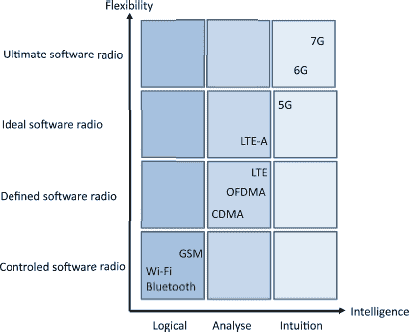 Flexibility
Ultimate software radio
7G
6G
Ideal software radio
5G
LTE-A
Defined software radio
LTE
OFDMA
CDMA
Controled software radio
GSM
Wi-Fi
Bluetooth
Intelligence
Logical Analyse Intuition